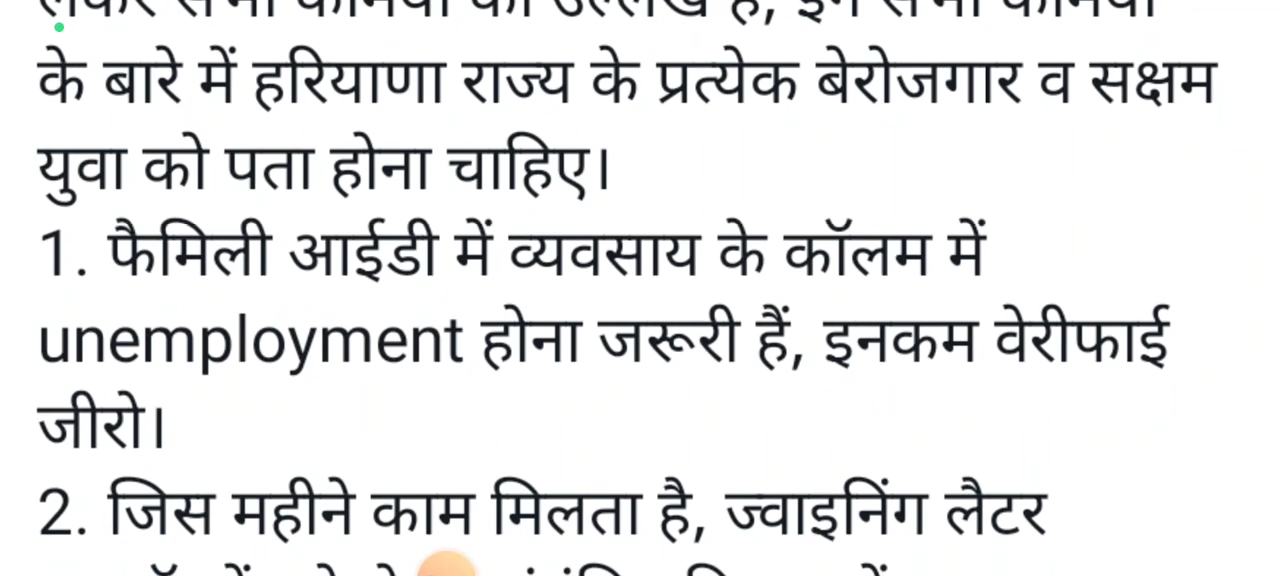 के बारे में हरियाणा राज्य के प्रत्येक बेरोजगार व सक्षम
युवा को पता होना चाहिए।
1. फैमिली आईडी में व्यवसाय के कॉलम में
unemployment होना जरूरी हैं, इनकम वेरीफाई
जीरो।
2. जिस महीने काम मिलता है, ज्वाइनिंग लैटर